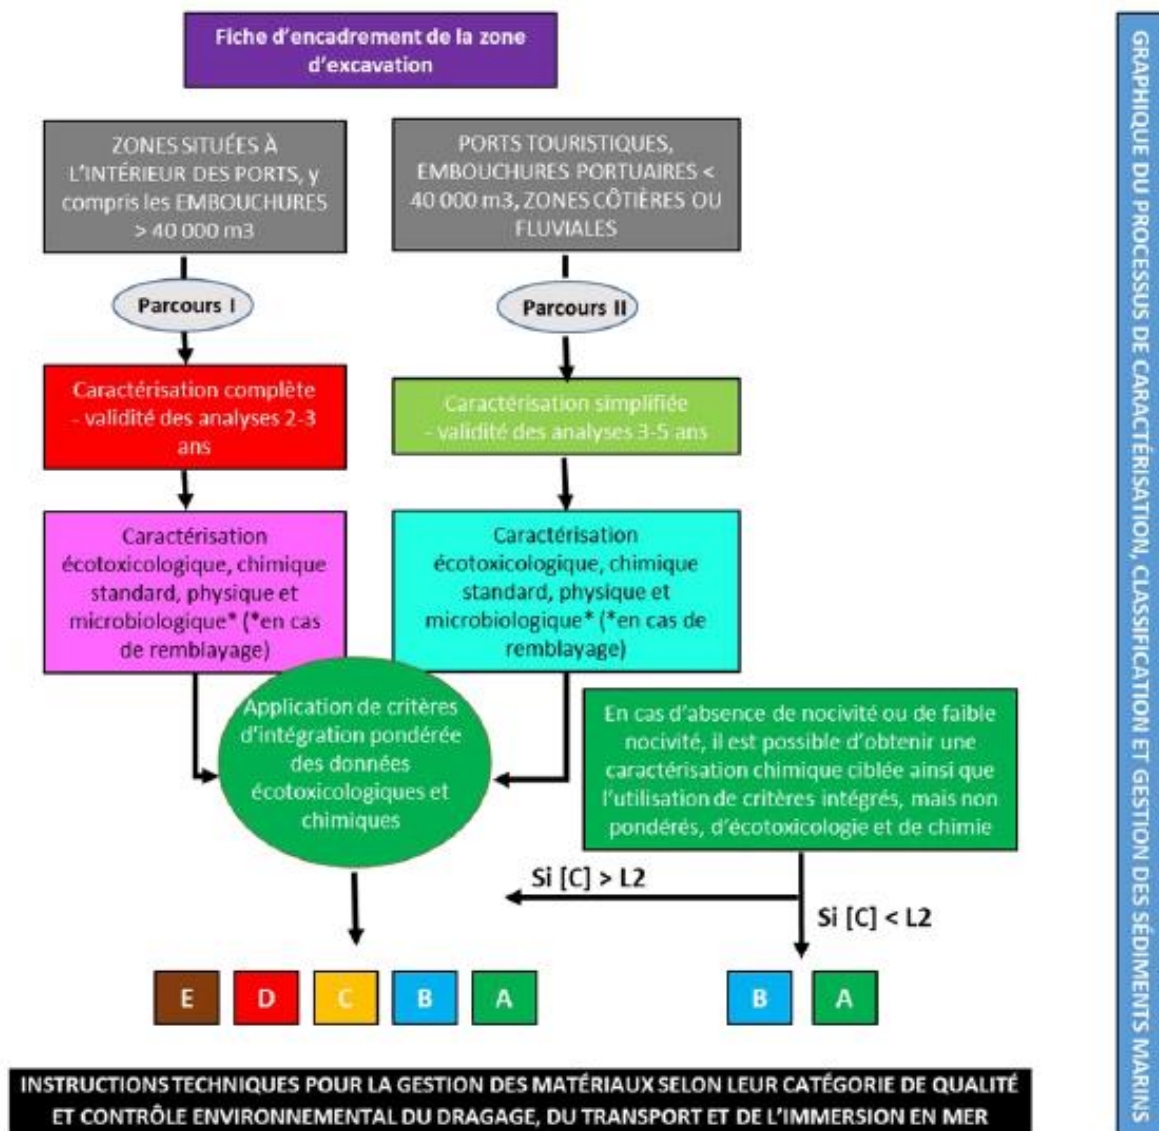 Fiche d'encadrement de la zone
d'excavation
ZONES SITUÉES À
L'INTÉRIEUR DES PORTS, y
compris les EMBOUCHURES
> 40 000 m3
PORTS TOURISTIQUES,
EMBOUCHURES PORTUAIRES <
40 000 m3, ZONES CÔTIÈRES OU
FLUVIALES
Parcours I
Parcours II
Caractérisation complète
- validité des analyses 2-3
ans
Caractérisation simplifiée
- validité des analyses 3-5 ans
Caractérisation
écotoxicologique, chimique
standard, physique et
microbiologique* (*en cas
de remblayage)
Caractérisation
écotoxicologique, chimique
standard, physique et
microbiologique* (*en cas de
remblayage)
Application de critères
d'intégration pondérée
des données
écotoxicologiques et
chimiques
En cas d'absence de nocivité ou de faible
nocivité, il est possible d'obtenir une
caractérisation chimique ciblée ainsi que
l'utilisation de critères intégrés, mais non
pondérés, d'écotoxicologie et de chimie
Si [C] > L2
Si [C] < L2
E D C B A
B A
INSTRUCTIONS TECHNIQUES POUR LA GESTION DES MATÉRIAUX SELON LEUR CATÉGORIE DE QUALITÉ
ET CONTRÔLE ENVIRONNEMENTAL DU DRAGAGE, DU TRANSPORT ET DE L'IMMERSION EN MER
GRAPHIQUE DU PROCESSUS DE CARACTÉRISATION, CLASSIFICATION ET GESTION DES SÉDIMENTS MARINS